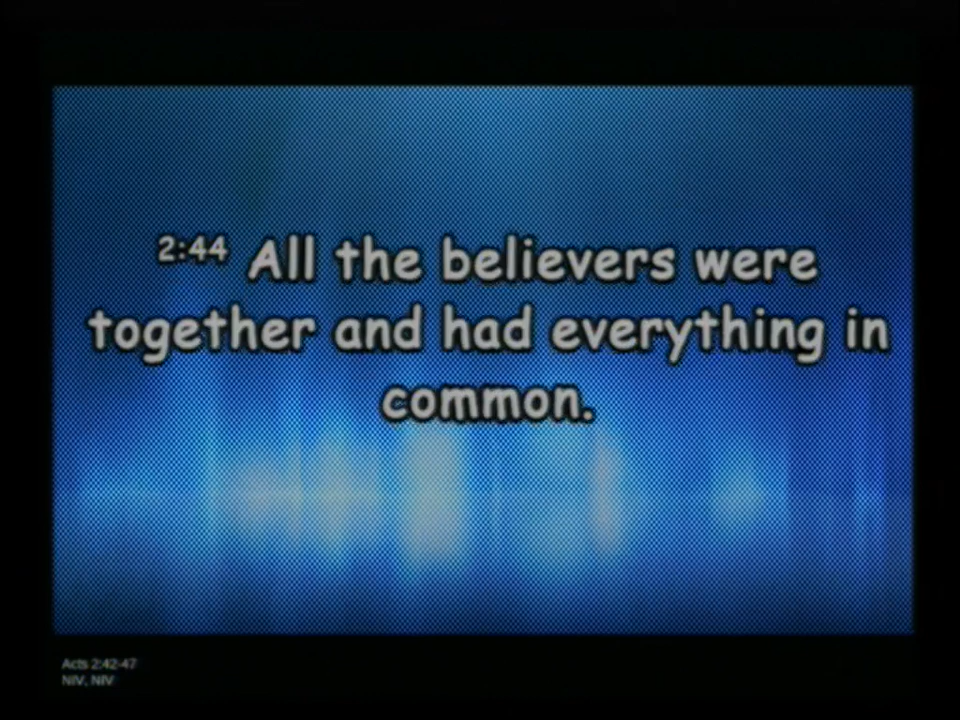 2:44 All the believers were
together and had everything in
common.
Acts 2:42-47
NIV, NIV